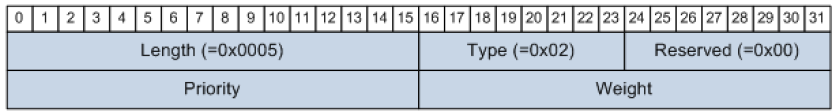 0 1 2 3 4 5 6 7 8 9 10 11 12 13 14 15 16 17 18 19 20 21 22 23 24 25 26 27 28 29 30 31
Length (=0x0005) Type (=0x02) Reserved (=0x00)
Priority Weight